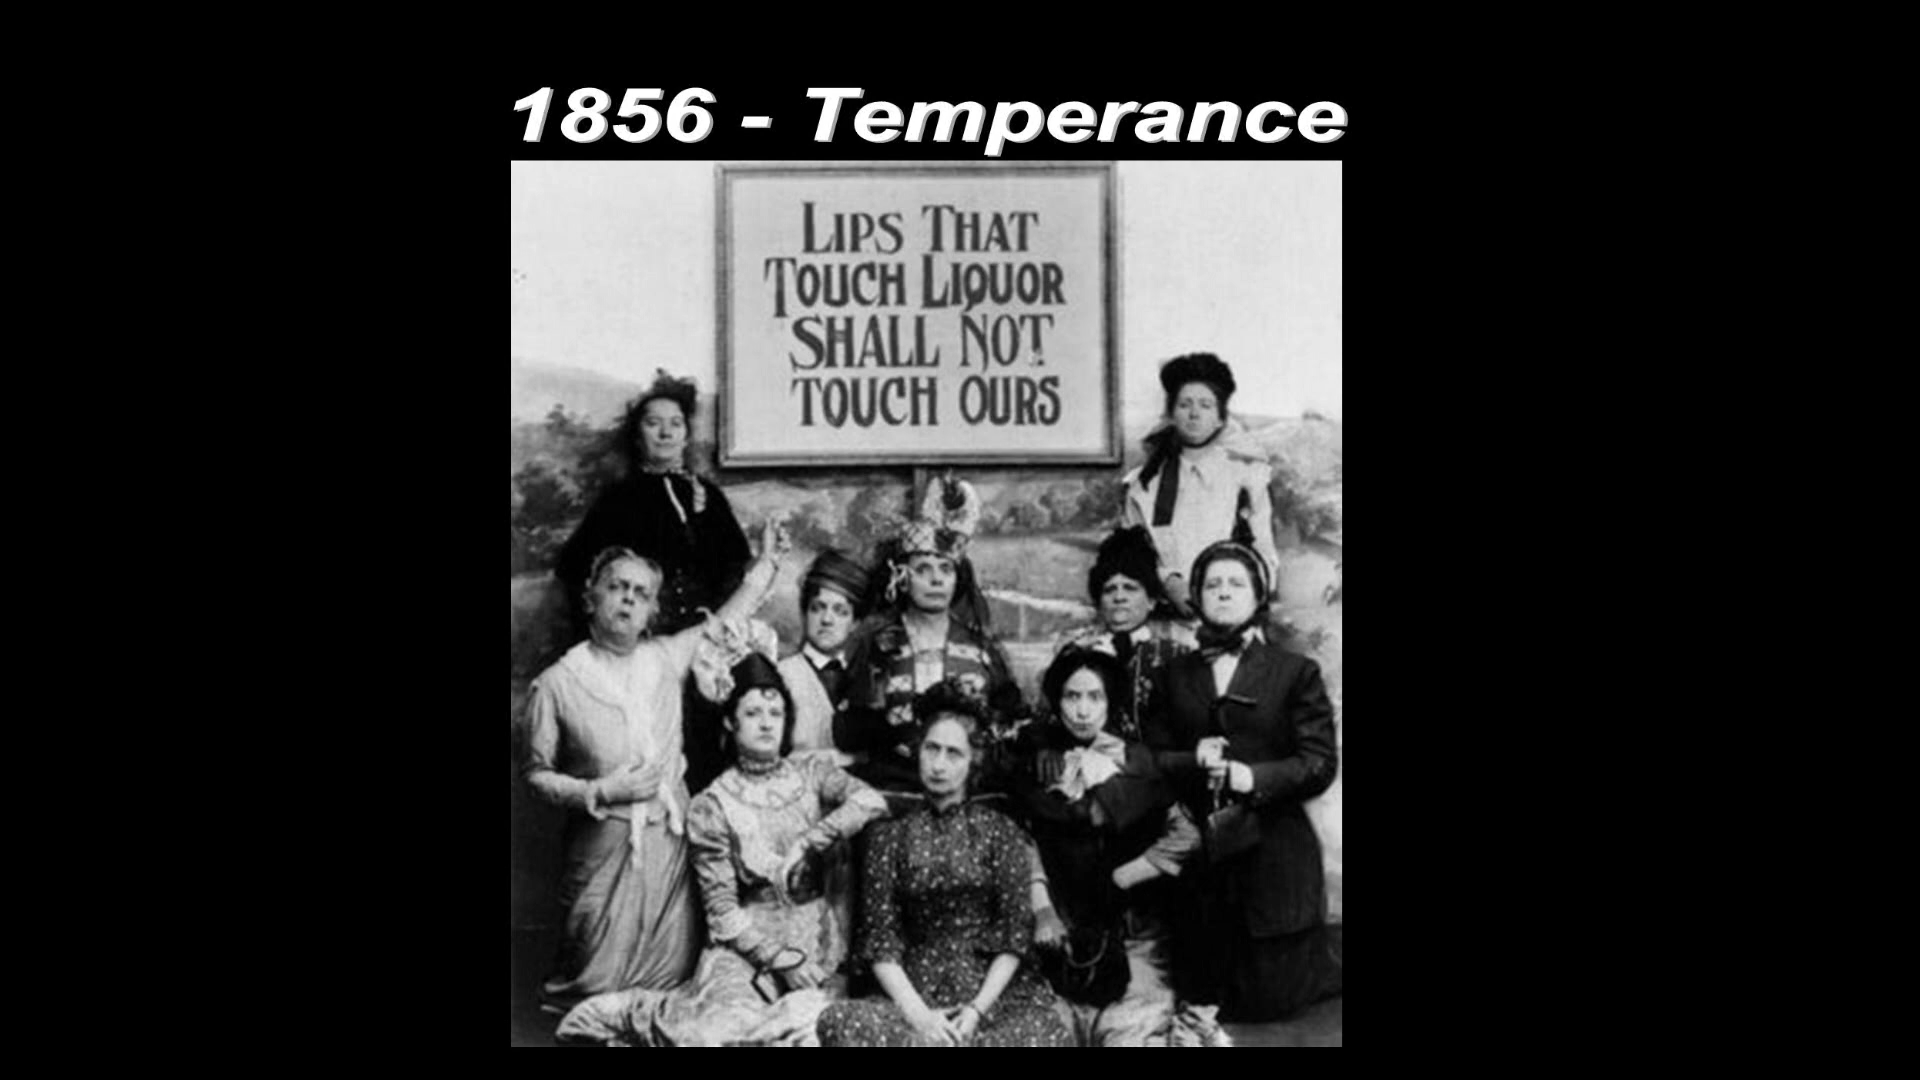 1856 - Temperance
LIPS THAT
TOUCH LIQUOR
SHALL NOT
TOUCH OURS